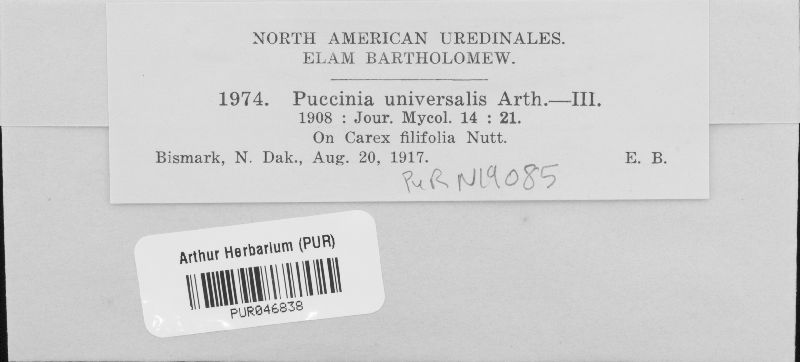 NORTH AMERICAN UREDINALES.
ELAM BARTHOLOMEW.
1974. Puccinia universalis Arth.—III.
1908 : Jour. Mycol. 14 : 21.
On Carex filifolia Nutt.
Bismark, N. Dak., Aug. 20, 1917. E. B.
PuR N19085
Arthur Herbarium (PUR)
PUR046838